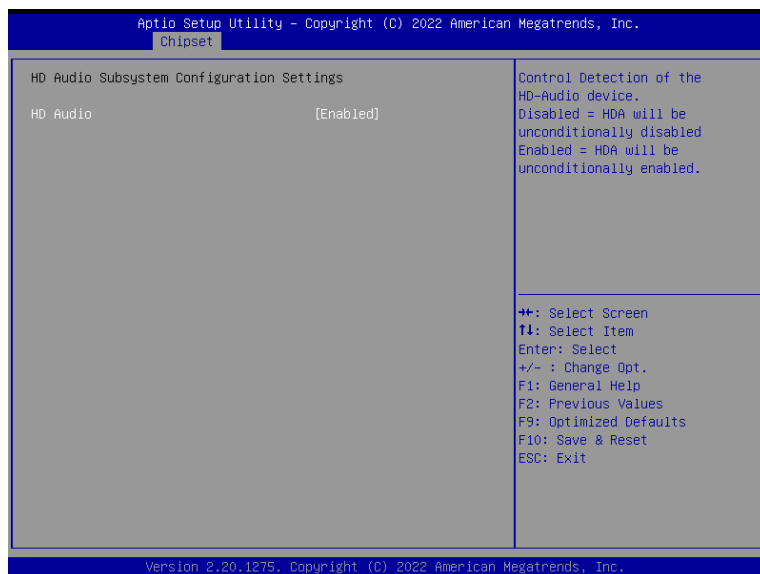 Aptio Setup Utility – Copyright (C) 2022 American Megatrends, Inc.
Chipset
HD Audio Subsystem Configuration Settings
HD Audio [Enabled]
Control Detection of the
HD-Audio device.
Disabled = HDA will be
unconditionally disabled
Enabled = HDA will be
unconditionally enabled.
→←: Select Screen
↑↓: Select Item
Enter: Select
+/- : Change Opt.
F1: General Help
F2: Previous Values
F9: Optimized Defaults
F10: Save & Reset
ESC: Exit
Version 2.20.1275. Copyright (C) 2022 American Megatrends, Inc.